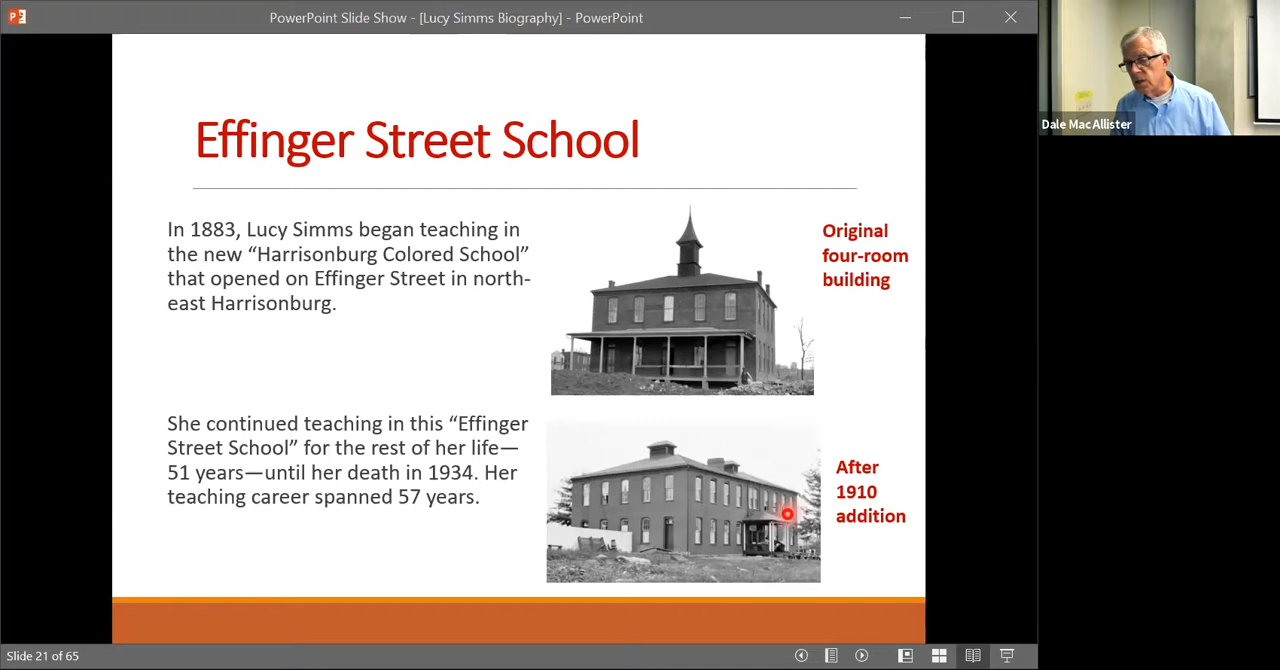 PowerPoint Slide Show - [Lucy Simms Biography] - PowerPoint
Effinger Street School
In 1883, Lucy Simms began teaching in
the new “Harrisonburg Colored School”
that opened on Effinger Street in north-
east Harrisonburg.
Original
four-room
building
She continued teaching in this “Effinger
Street School” for the rest of her life—
51 years—until her death in 1934. Her
teaching career spanned 57 years.
After
1910
addition
Dale MacAllister
Slide 21 of 65